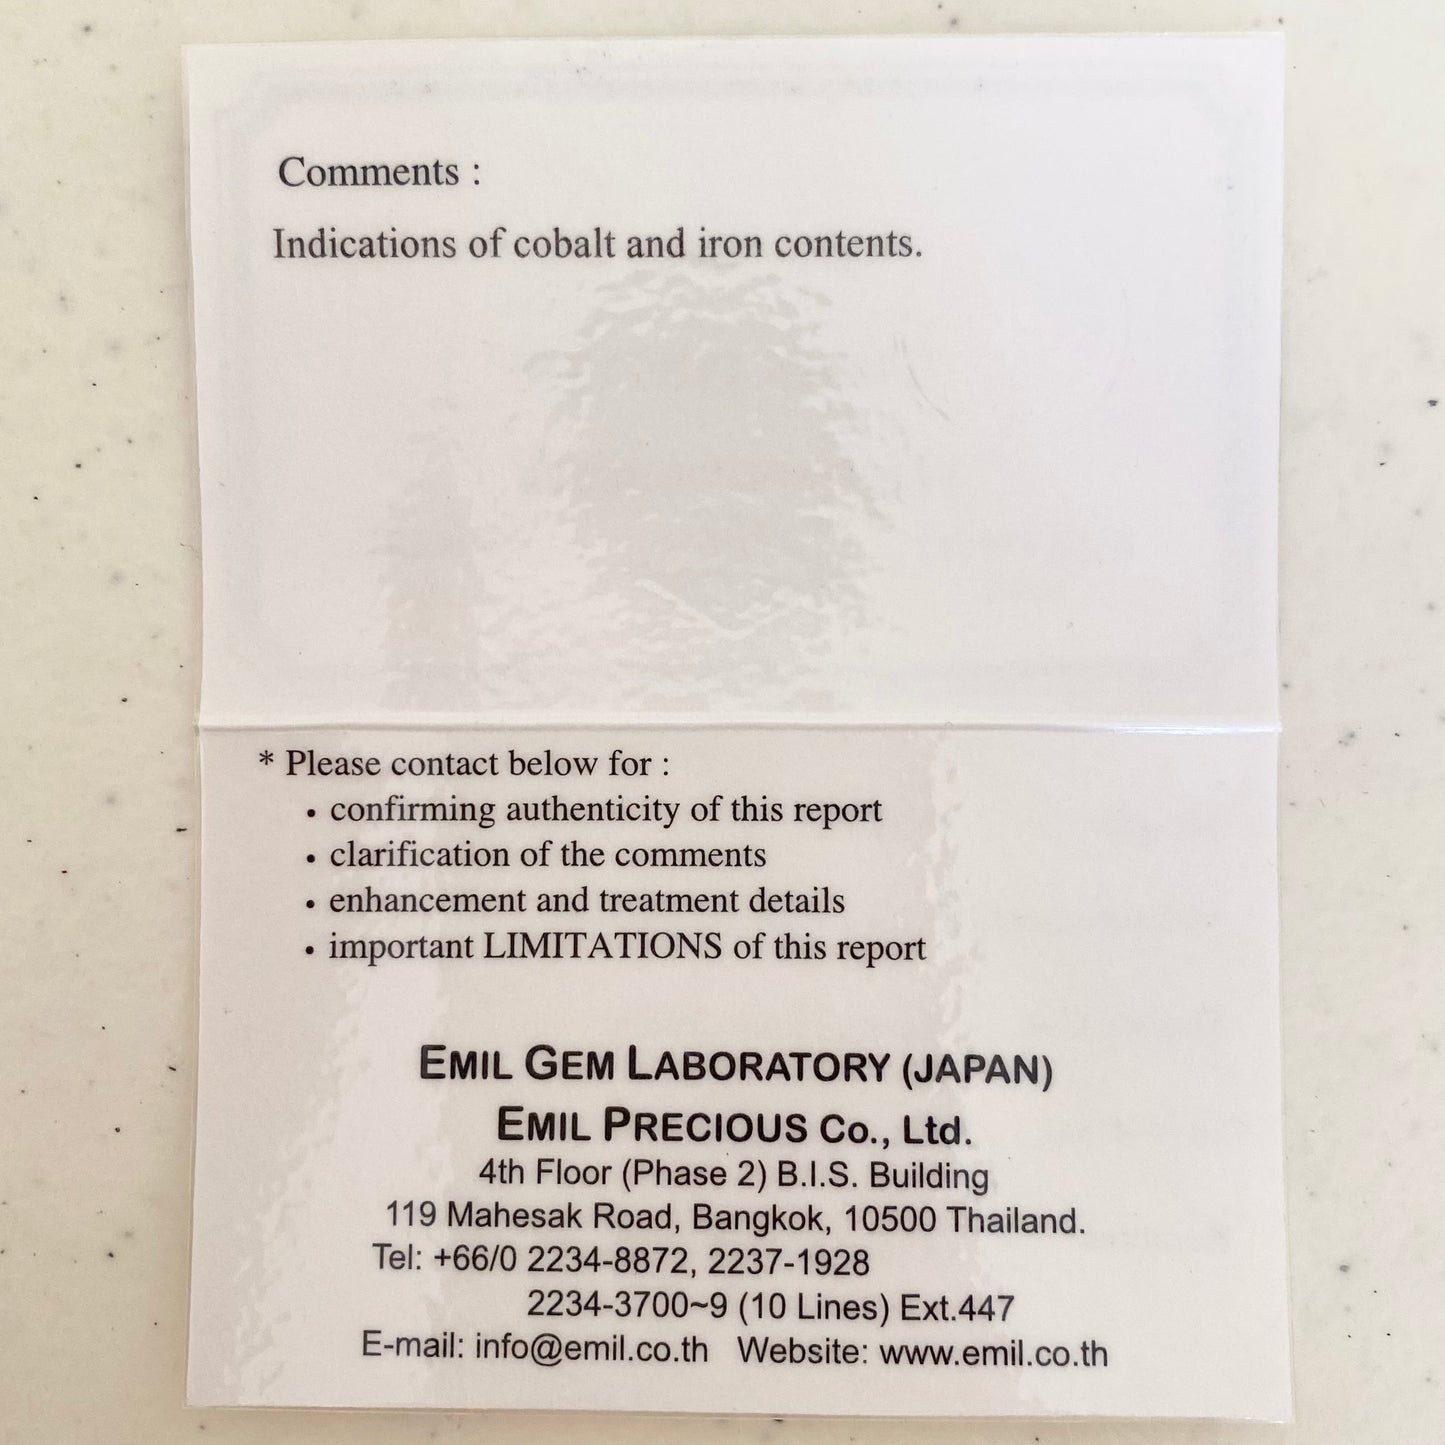 Comments :
Indications of cobalt and iron contents.
* Please contact below for :
• confirming authenticity of this report
• clarification of the comments
• enhancement and treatment details
• important LIMITATIONS of this report
EMIL GEM LABORATORY (JAPAN)
EMIL PRECIOUS Co., Ltd.
4th Floor (Phase 2) B.I.S. Building
119 Mahesak Road, Bangkok, 10500 Thailand.
Tel: +66/0 2234-8872, 2237-1928
2234-3700~9 (10 Lines) Ext.447
E-mail: info@emil.co.th Website: www.emil.co.th